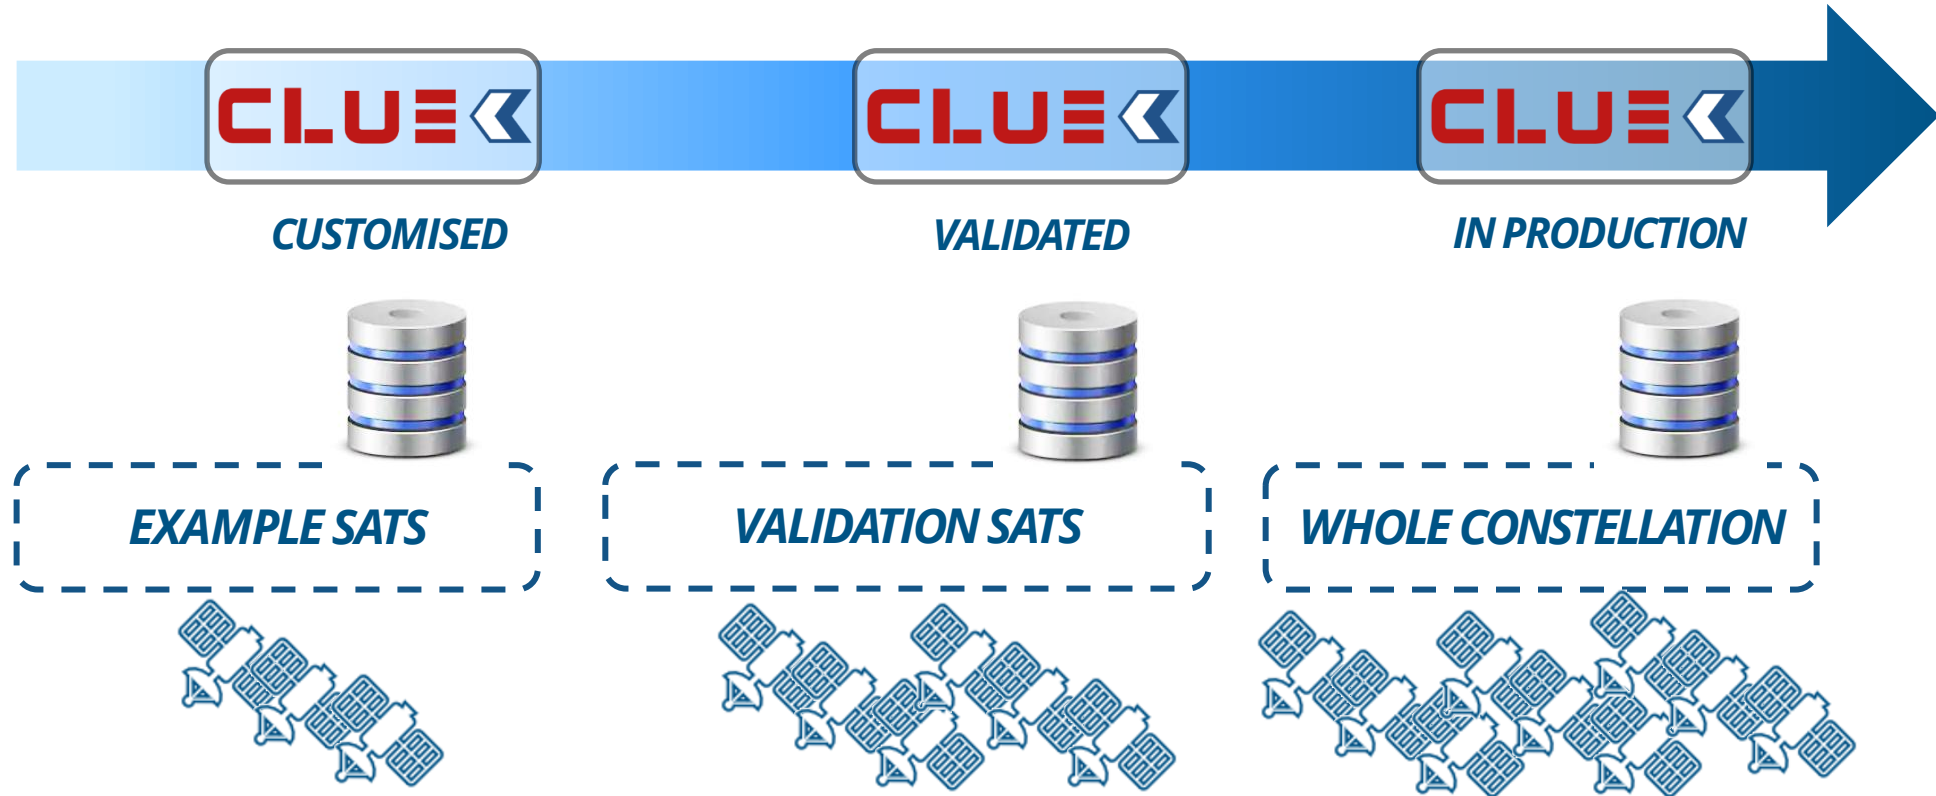 CLUE CLUE CLUE
CUSTOMISED VALIDATED IN PRODUCTION
EXAMPLE SATS VALIDATION SATS WHOLE CONSTELLATION